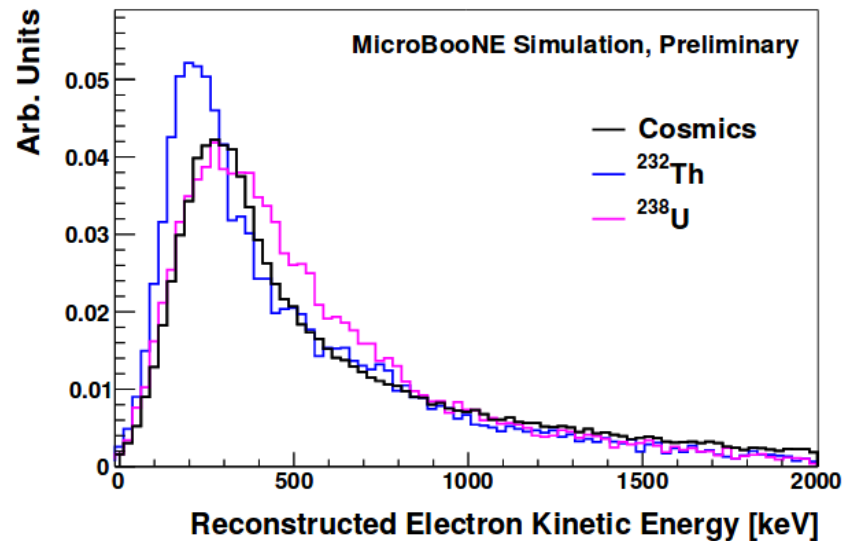 MicroBooNE Simulation, Preliminary
Arb. Units
0.05
0.04
0.03
0.02
0.01
0
Cosmics
²³²Th
²³⁸U
0 500 1000 1500 2000
Reconstructed Electron Kinetic Energy [keV]